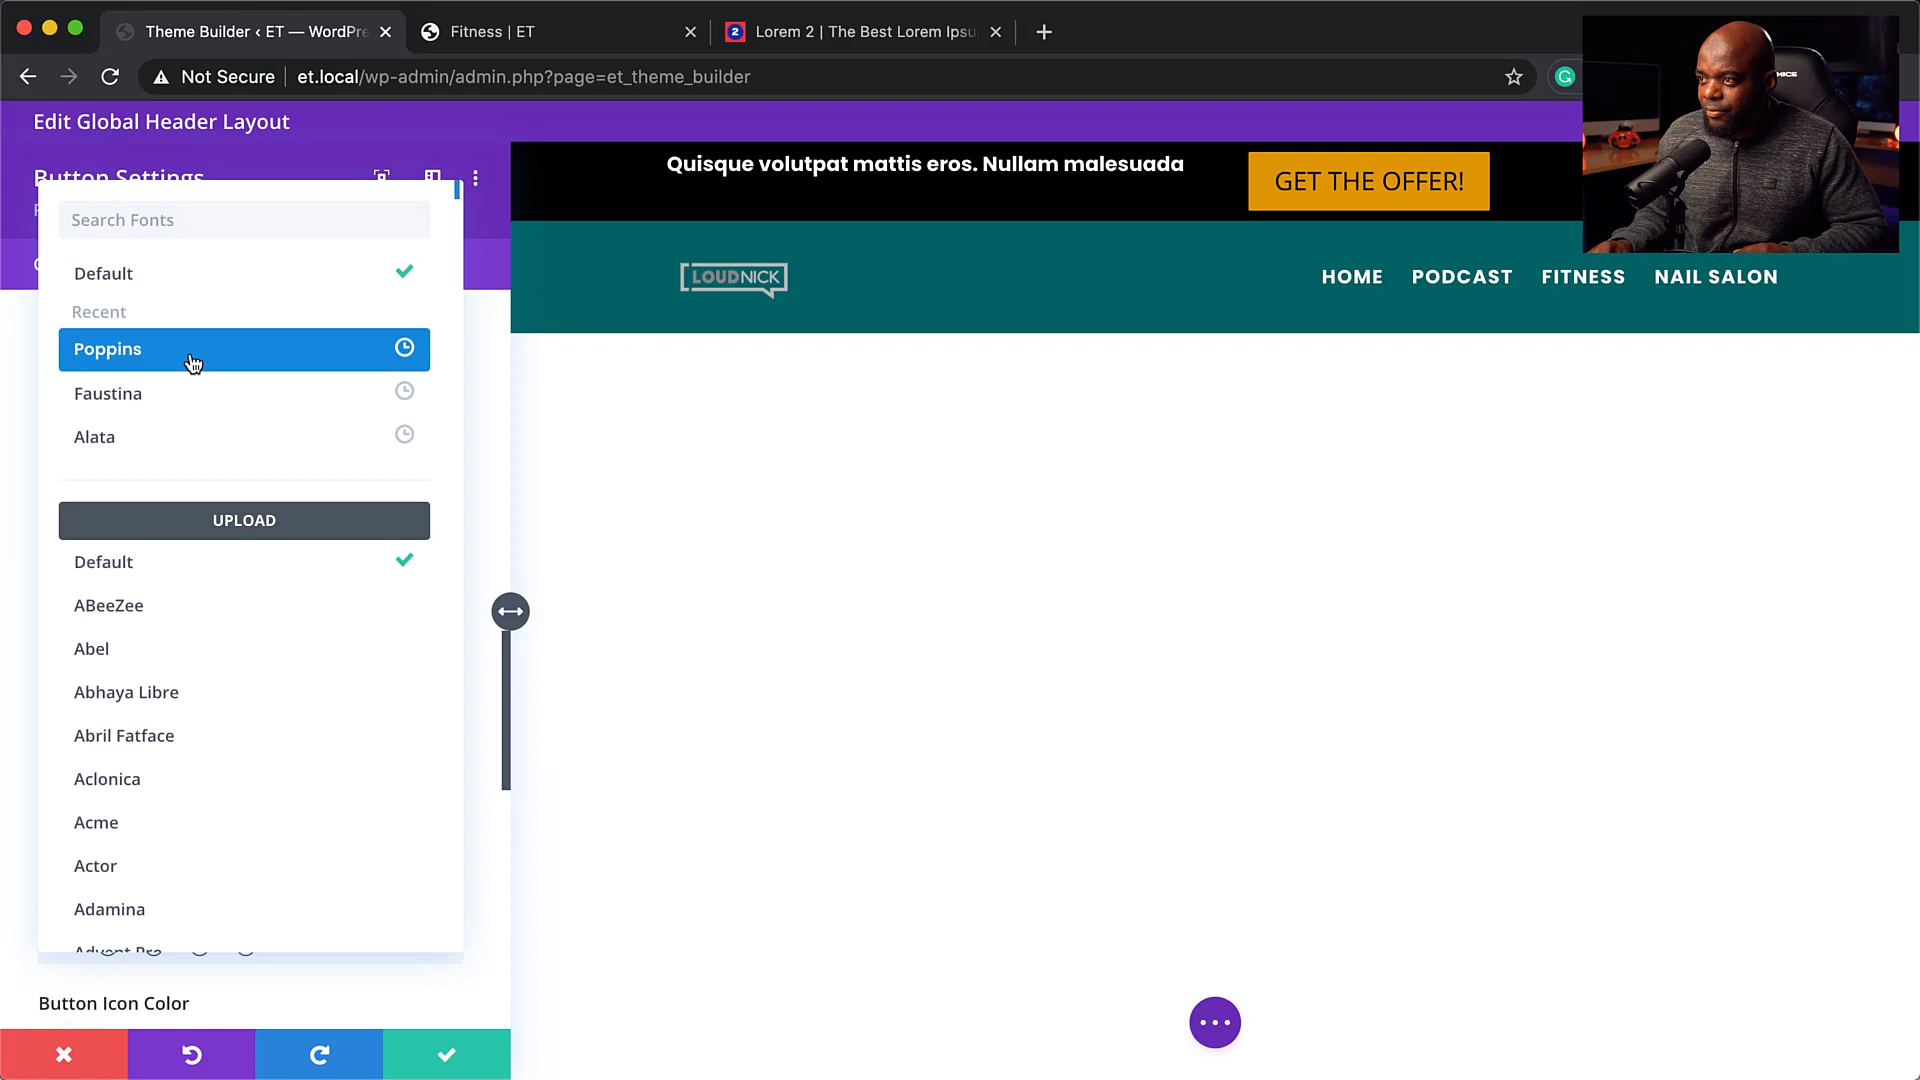 Theme Builder ‹ ET — WordPre
Fitness | ET
2
Lorem 2 | The Best Lorem Ipsu
Not Secure
et.local/wp-admin/admin.php?page=et_theme_builder
G
Edit Global Header Layout
Button Settings
Search Fonts
Default
Recent
Poppins
Faustina
Alata
UPLOAD
Default
ABeeZee
Abel
Abhaya Libre
Abril Fatface
Aclonica
Acme
Actor
Adamina
Advent Pro
Button Icon Color
Quisque volutpat mattis eros. Nullam malesuada
GET THE OFFER!
LOUDNICK
HOME
PODCAST
FITNESS
NAIL SALON